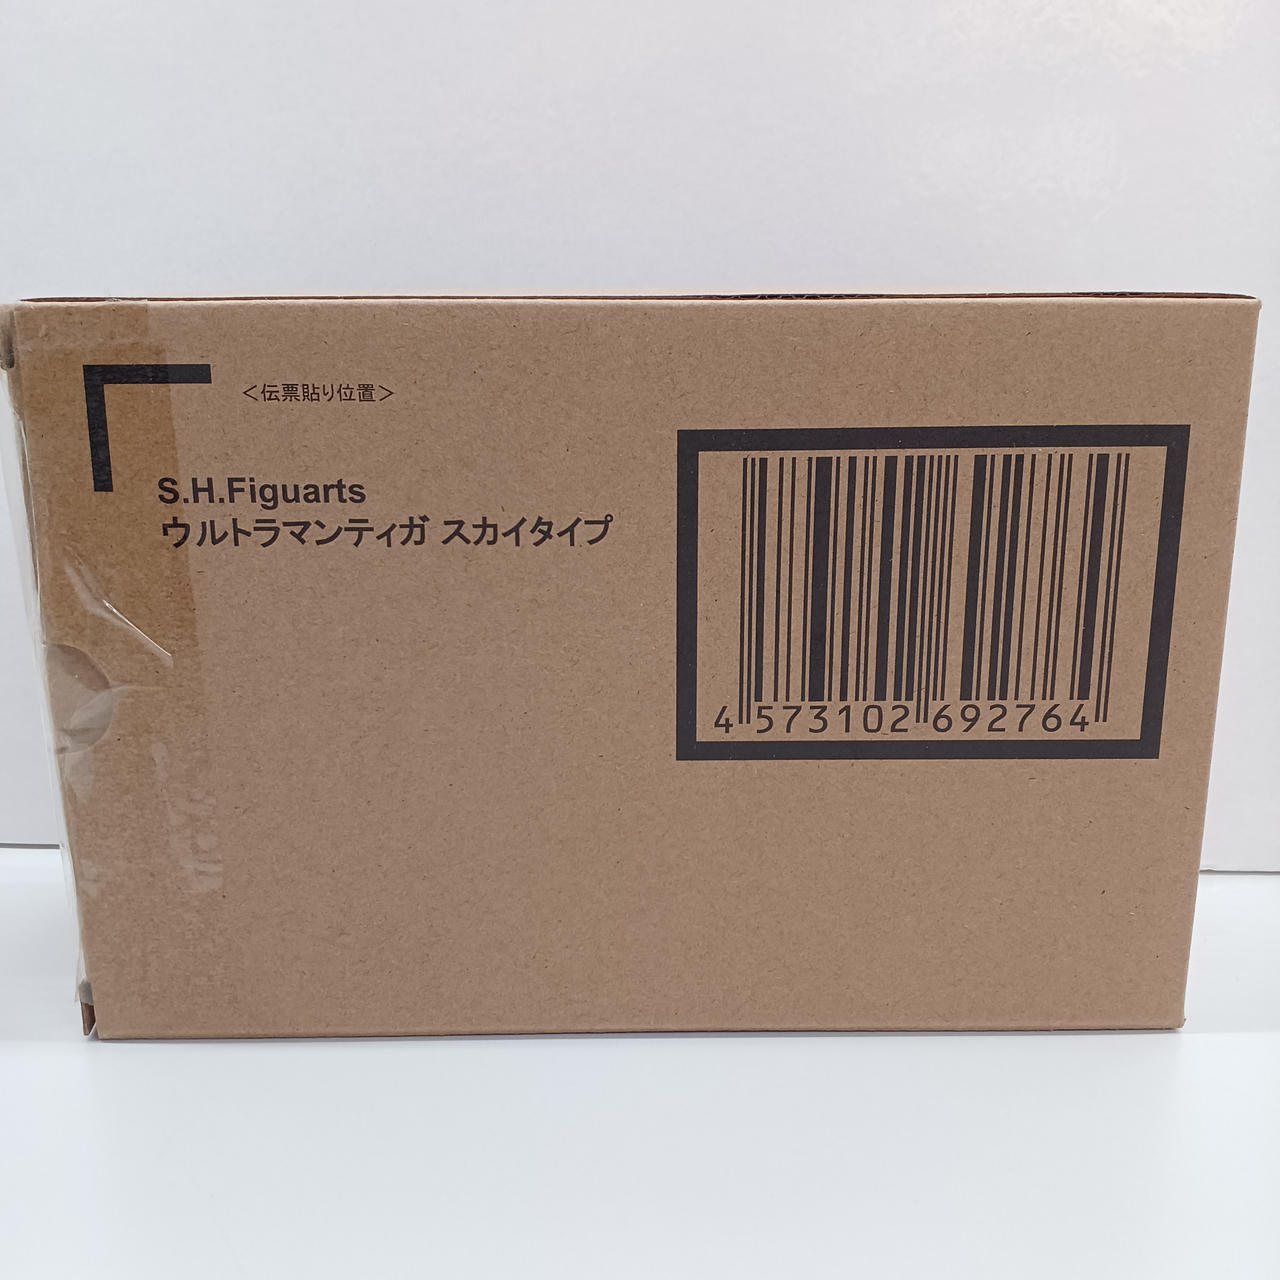 ＜伝票貼り位置＞
S.H.Figuarts
ウルトラマンティガ スカイタイプ
4 573102 692764